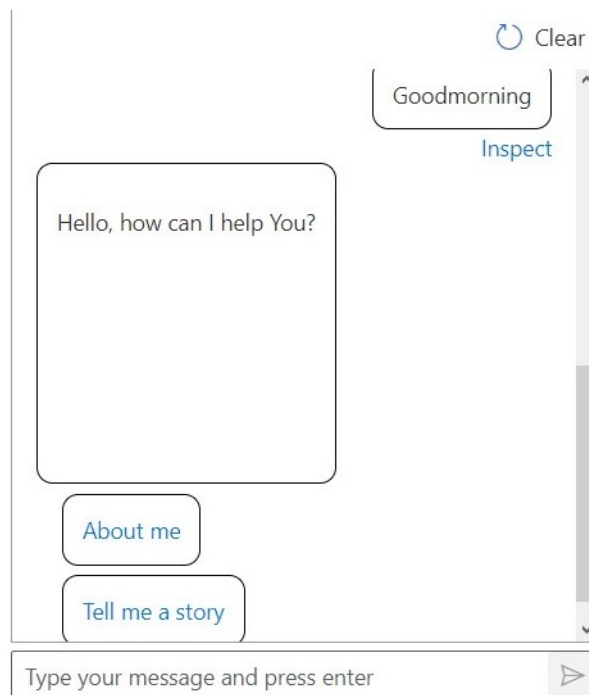 Clear
Goodmorning
Inspect
Hello, how can I help You?
About me
Tell me a story
Type your message and press enter